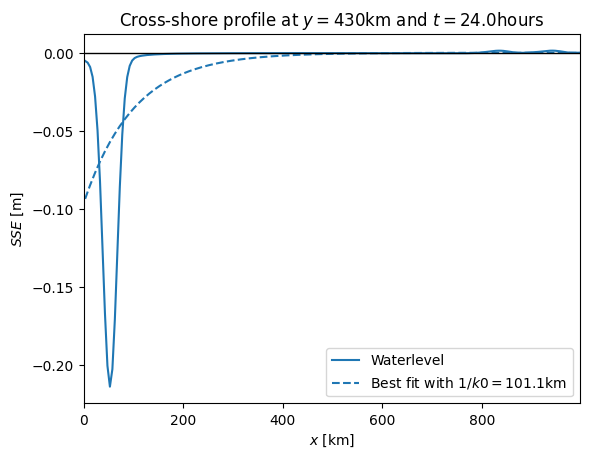 Cross-shore profile at y = 430km and t = 24.0hours
0.00
−0.05
−0.10
−0.15
−0.20
SSE [m]
Waterlevel
Best fit with 1/k0 = 101.1km
0 200 400 600 800
x [km]